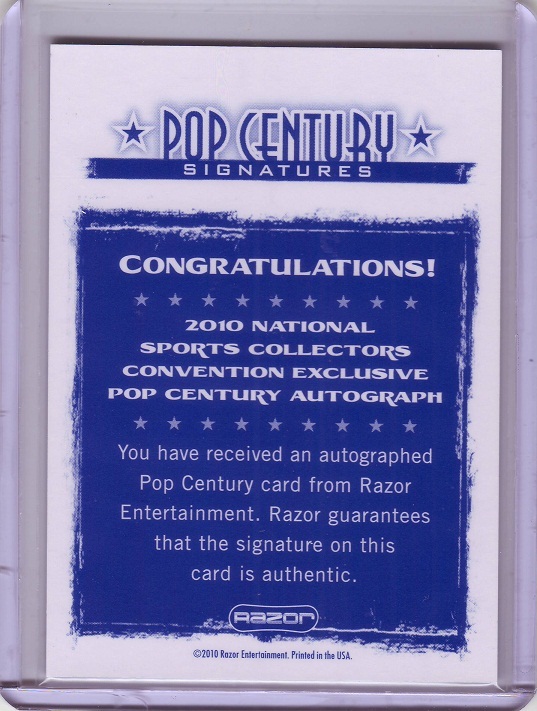 POP CENTURY
SIGNATURES
CONGRATULATIONS!
2010 NATIONAL
SPORTS COLLECTORS
CONVENTION EXCLUSIVE
POP CENTURY AUTOGRAPH
You have received an autographed
Pop Century card from Razor
Entertainment. Razor guarantees
that the signature on this
card is authentic.
RAZOR
©2010 Razor Entertainment. Printed in the USA.